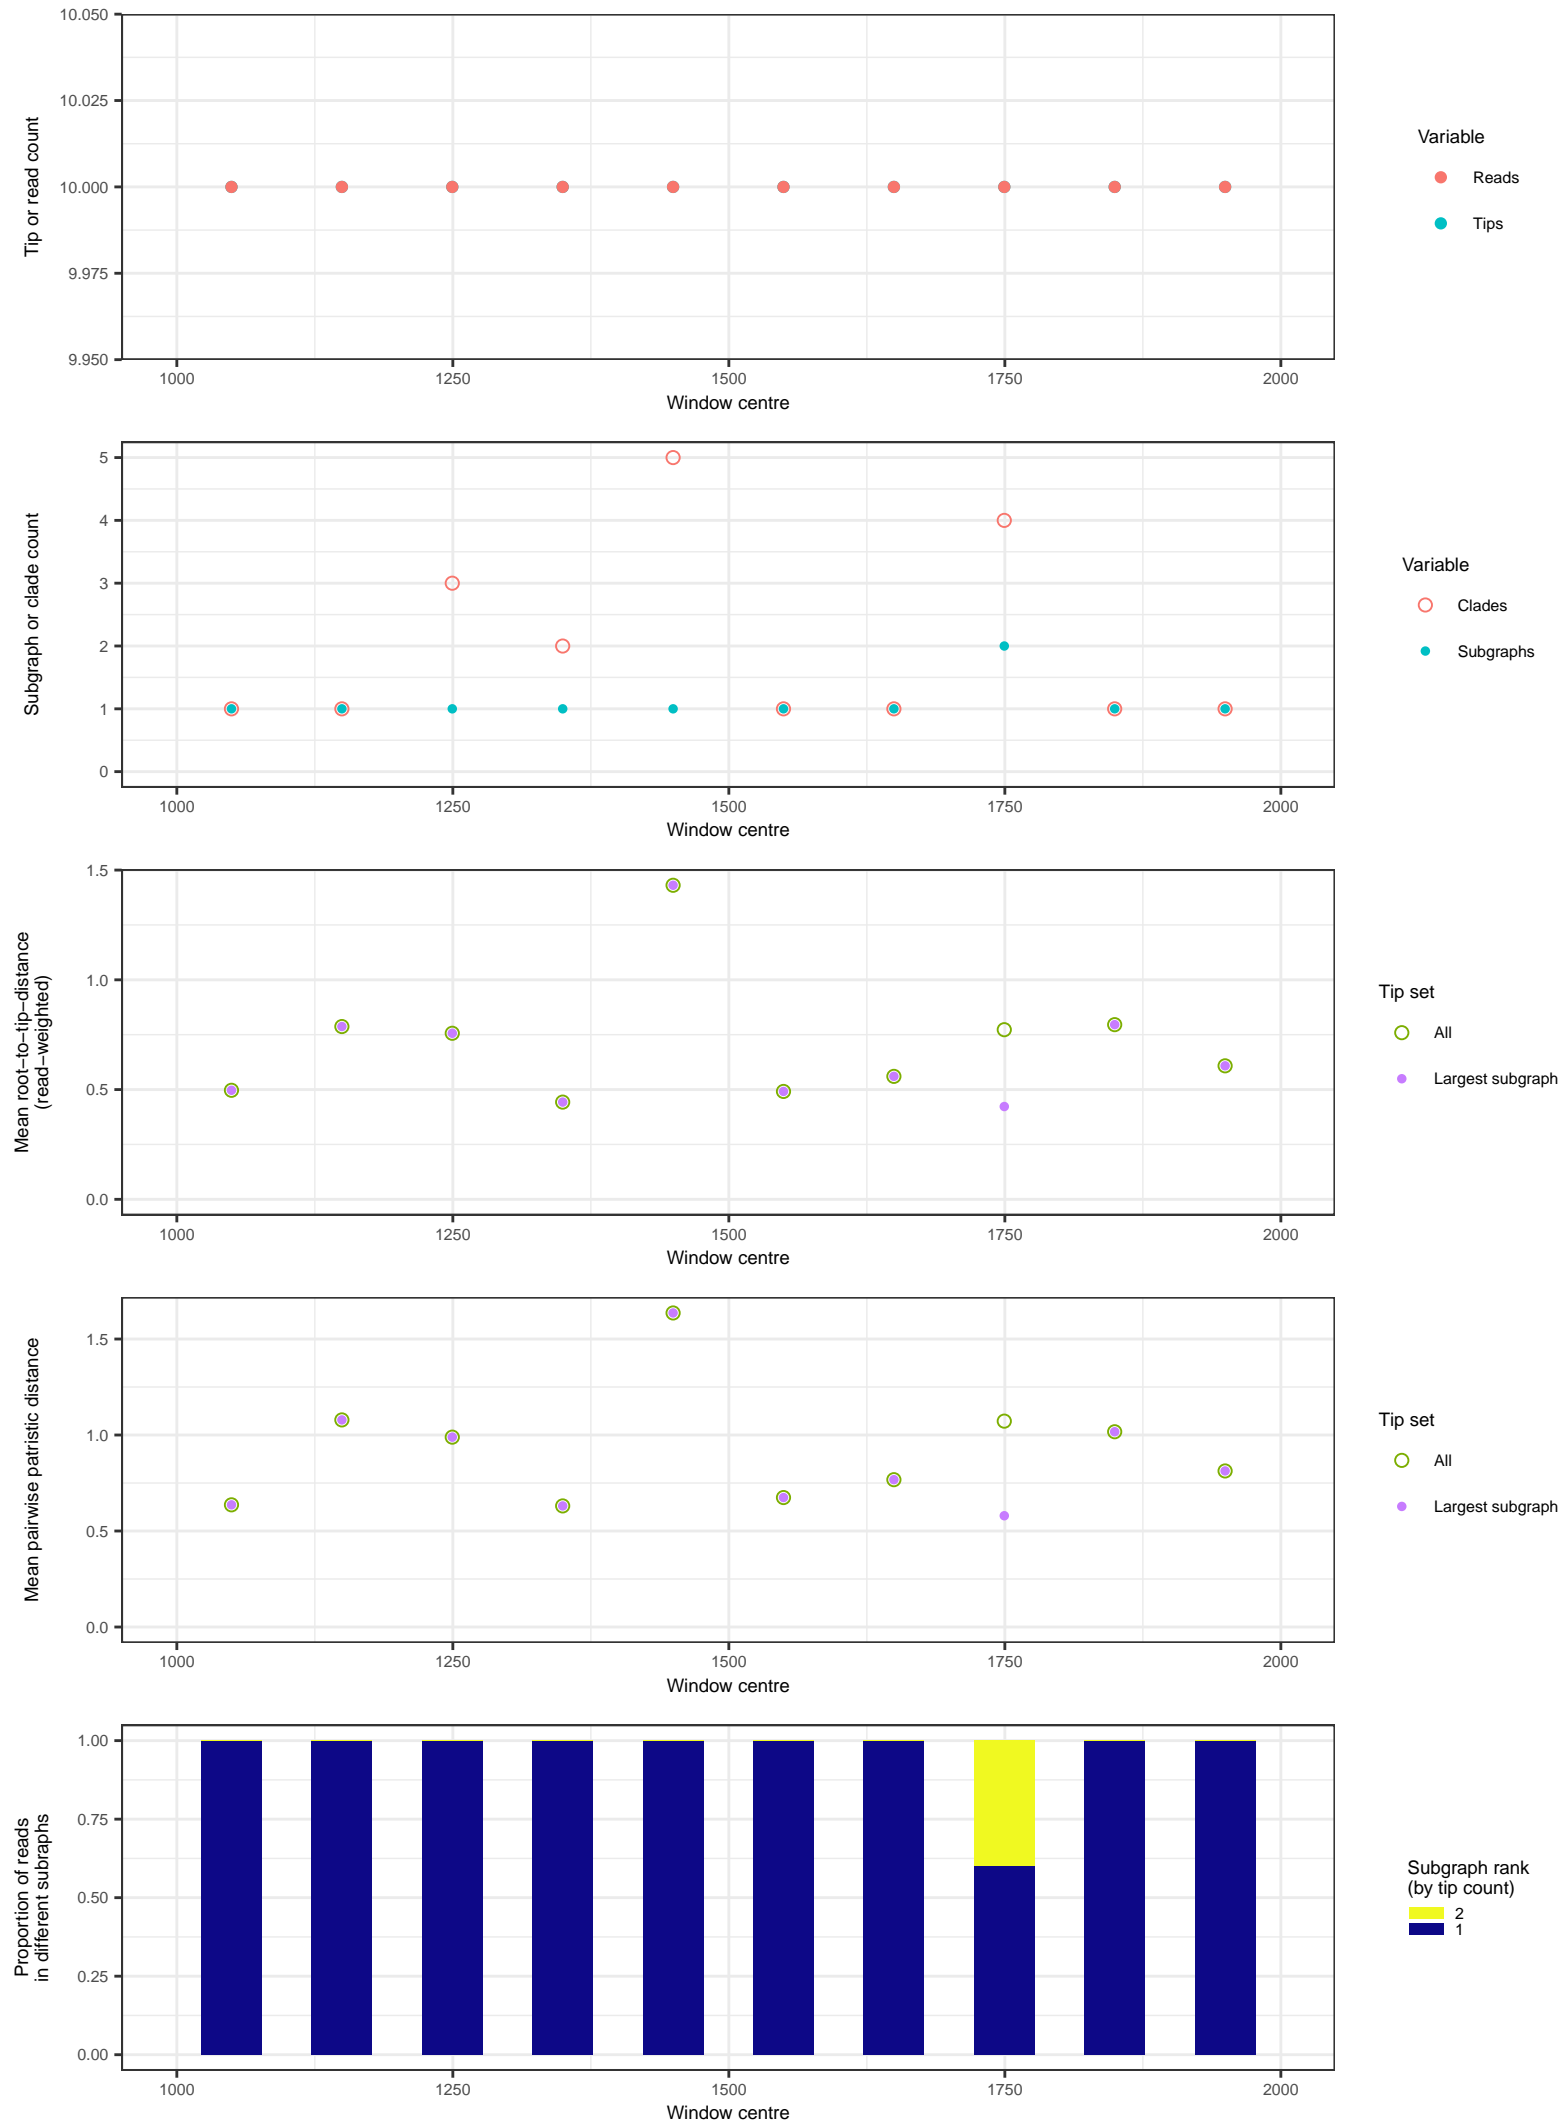 10.050
10.025
10.000
9.975
9.950
Tip or read count
1000 1250 1500 1750 2000
Window centre
Variable
Reads
Tips
5
4
3
2
1
0
Subgraph or clade count
1000 1250 1500 1750 2000
Window centre
Variable
Clades
Subgraphs
1.5
1.0
0.5
0.0
Mean root−to−tip−distance
(read−weighted)
1000 1250 1500 1750 2000
Window centre
Tip set
All
Largest subgraph
1.5
1.0
0.5
0.0
Mean pairwise patristic distance
1000 1250 1500 1750 2000
Window centre
Tip set
All
Largest subgraph
1.00
0.75
0.50
0.25
0.00
Proportion of reads
in different subraphs
1000 1250 1500 1750 2000
Window centre
Subgraph rank
(by tip count)
2
1